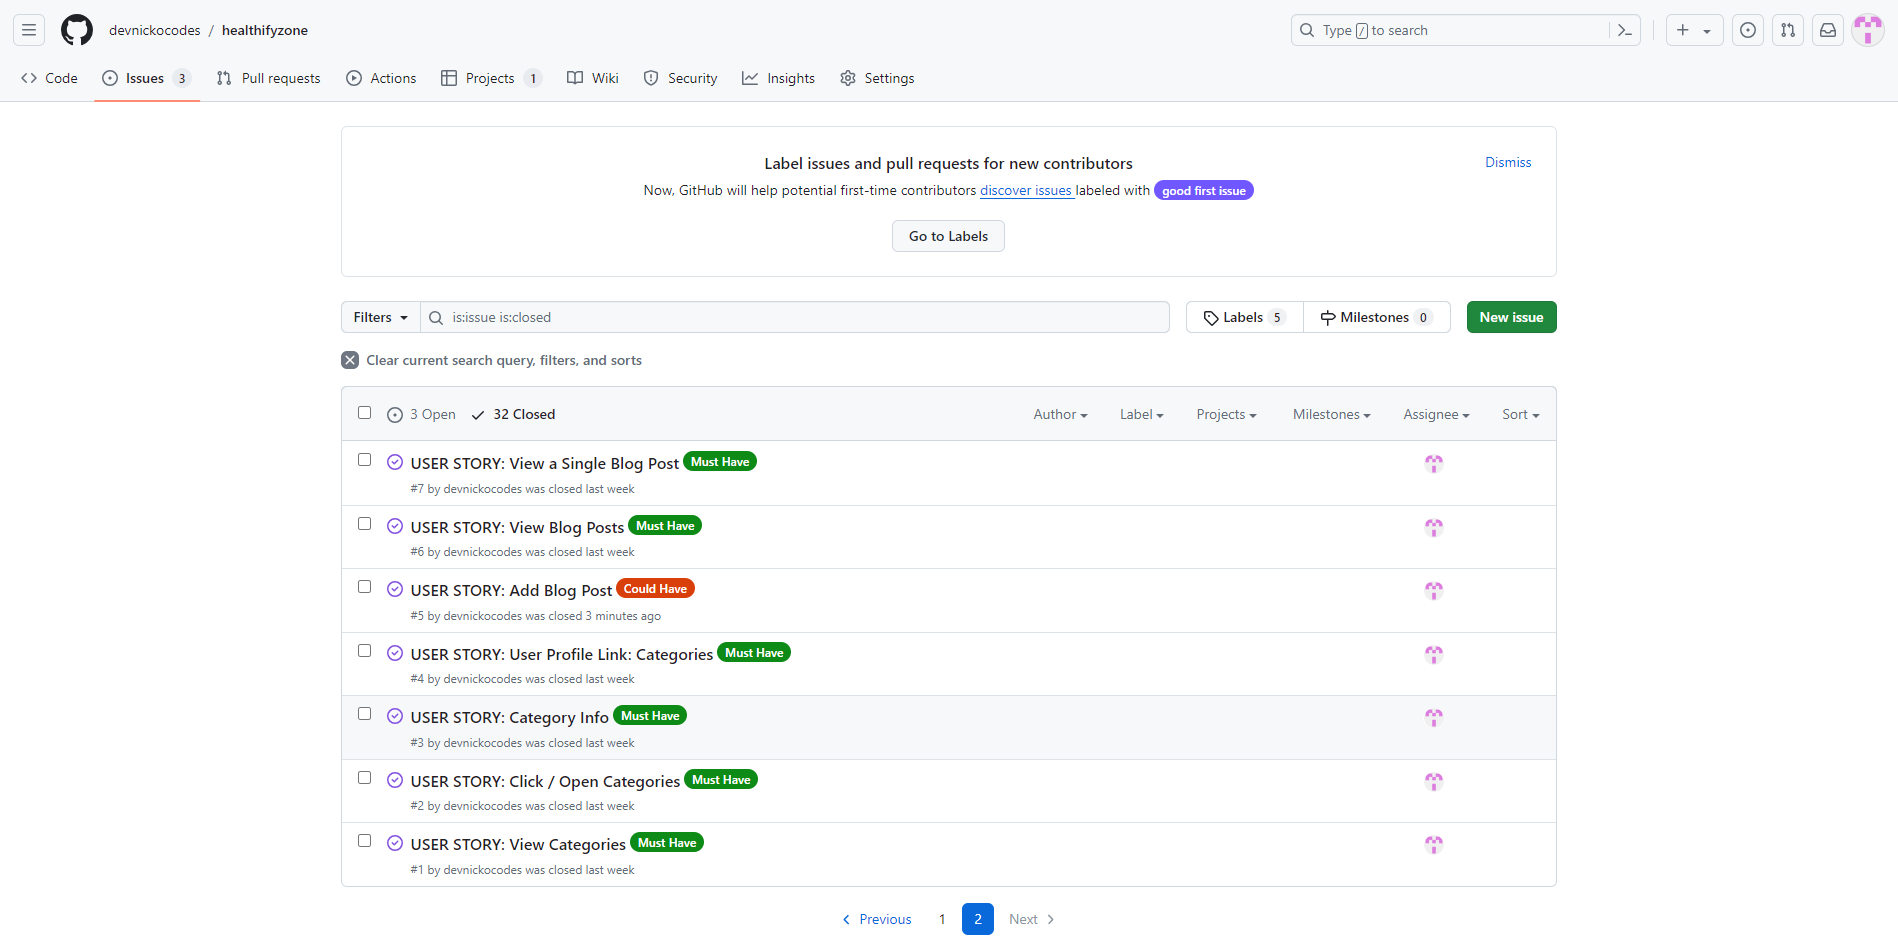 devnickocodes / healthifyzone
Type / to search
Code Issues 3 Pull requests Actions Projects 1 Wiki Security Insights Settings
Label issues and pull requests for new contributors
Dismiss
Now, GitHub will help potential first-time contributors discover issues labeled with good first issue
Go to Labels
Filters is:issue is:closed Labels 5 Milestones 0 New issue
Clear current search query, filters, and sorts
3 Open 32 Closed Author Label Projects Milestones Assignee Sort
USER STORY: View a Single Blog Post Must Have
#7 by devnickocodes was closed last week
USER STORY: View Blog Posts Must Have
#6 by devnickocodes was closed last week
USER STORY: Add Blog Post Could Have
#5 by devnickocodes was closed 3 minutes ago
USER STORY: User Profile Link: Categories Must Have
#4 by devnickocodes was closed last week
USER STORY: Category Info Must Have
#3 by devnickocodes was closed last week
USER STORY: Click / Open Categories Must Have
#2 by devnickocodes was closed last week
USER STORY: View Categories Must Have
#1 by devnickocodes was closed last week
Previous 1 2 Next